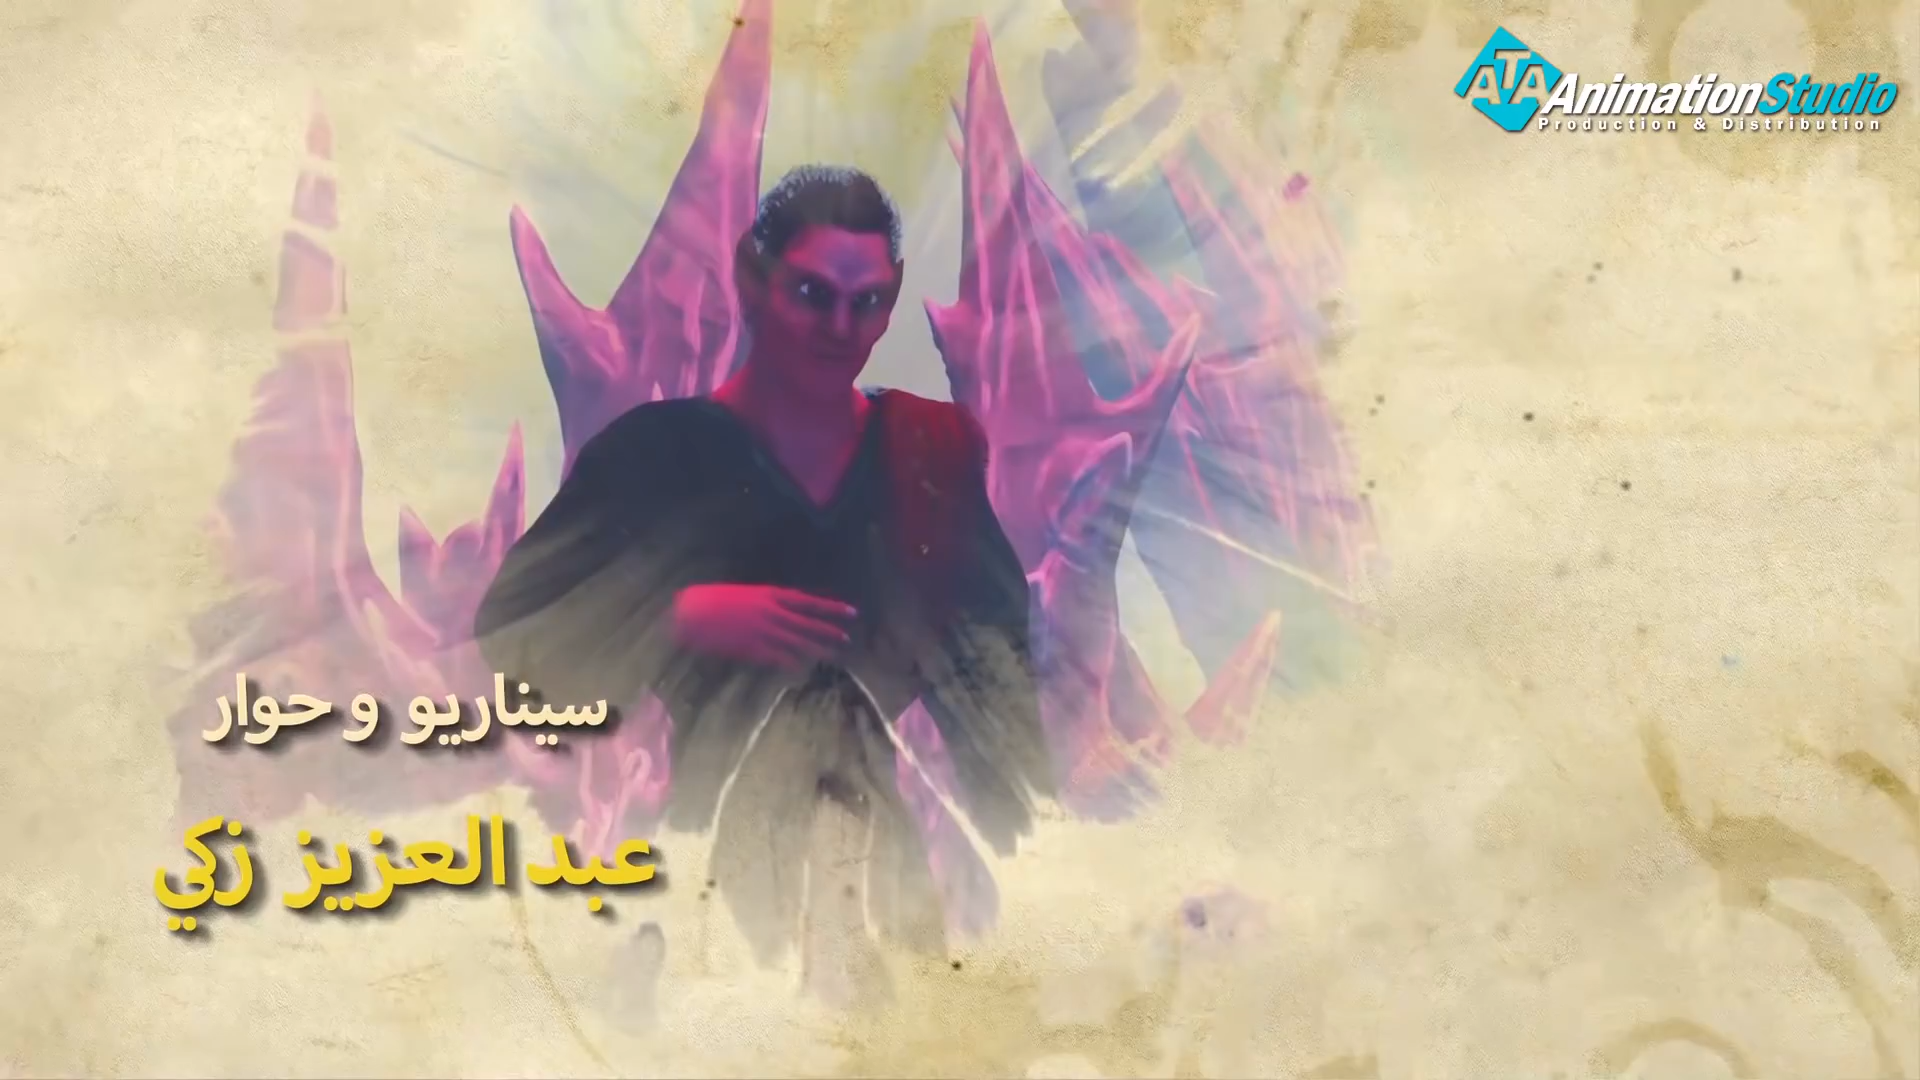 ATA
AnimationStudio
Production & Distribution
سيناريو و حوار
عبد العزيز زكي